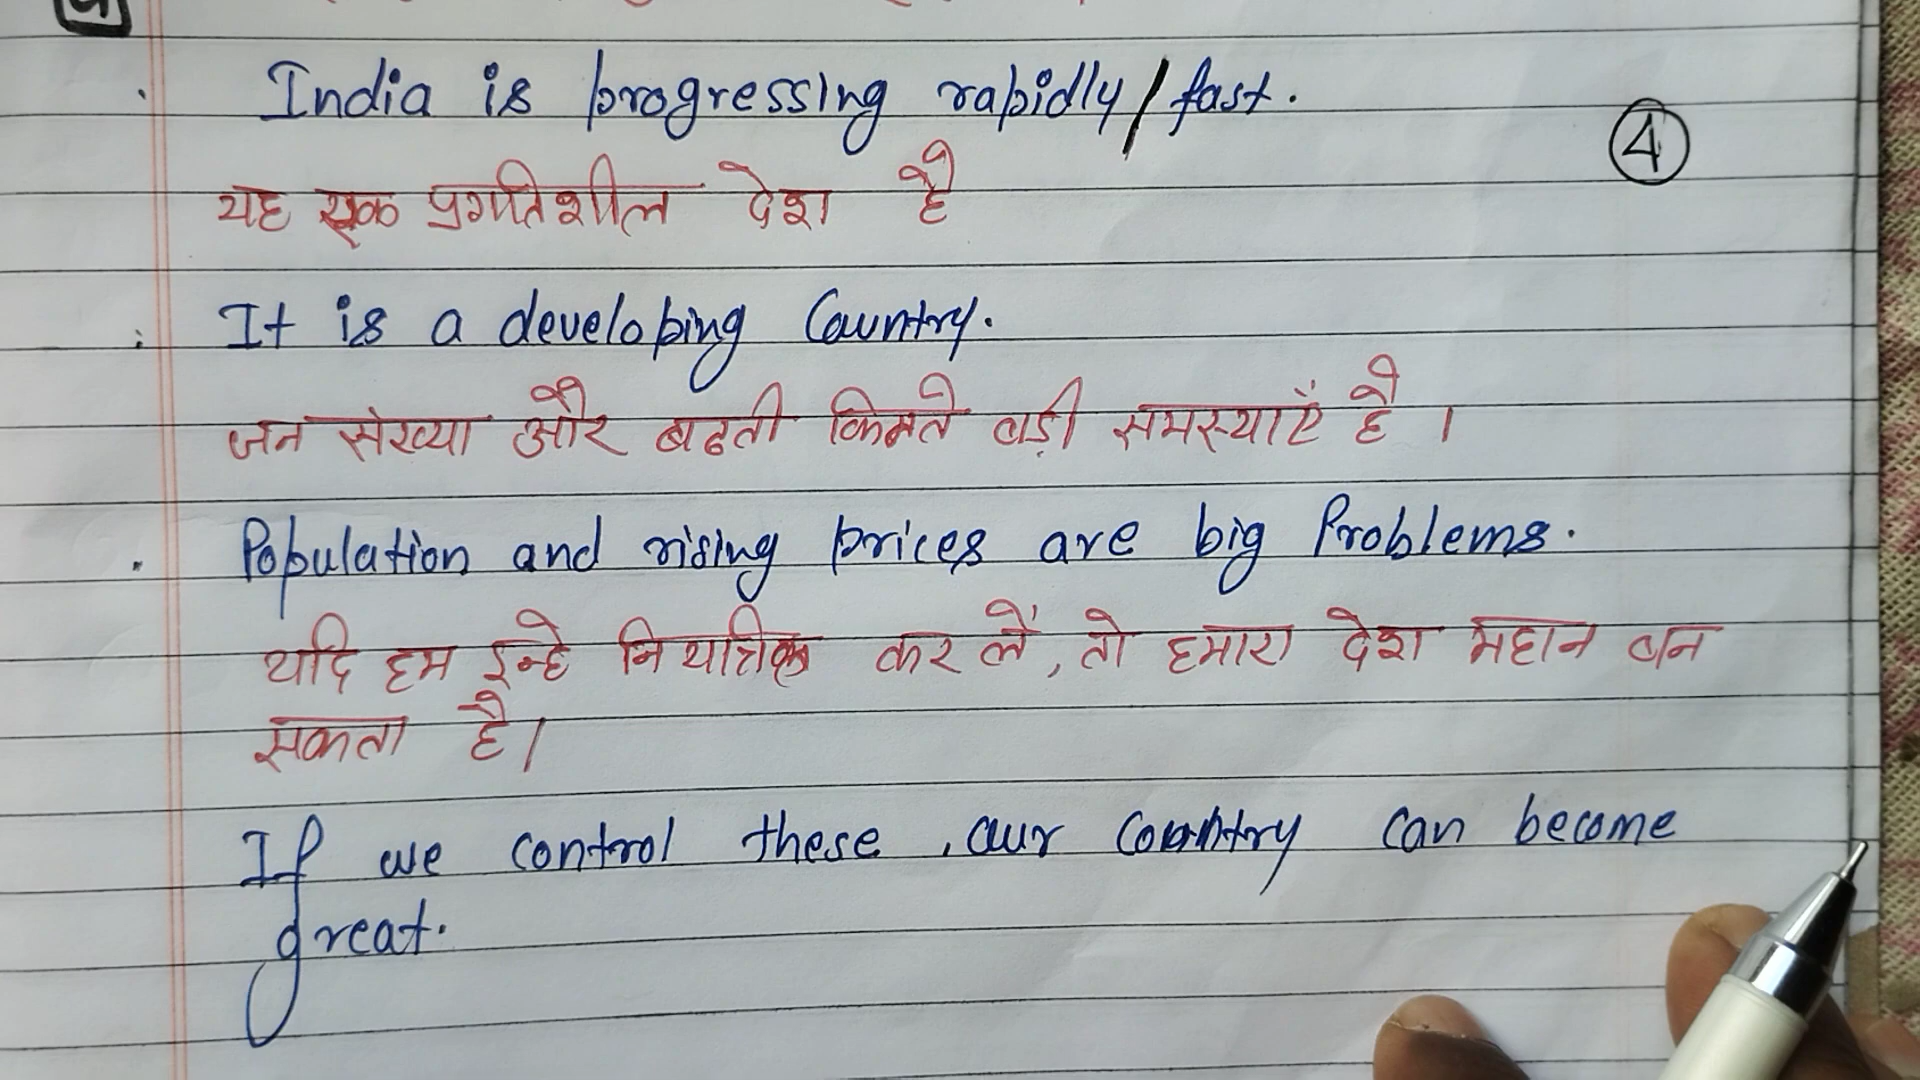 India is progressing rapidly/fast.
④
यह एक प्रगतिशील देश है
It is a developing Country.
जन संख्या और बढती किमते बड़ी समस्याएँ है ।
Population and rising prices are big Problems.
यदि हम इन्हे नियंत्रित कर लें, तो हमारा देश महान बन
सकता है।
If we control these , our Country can become
great.